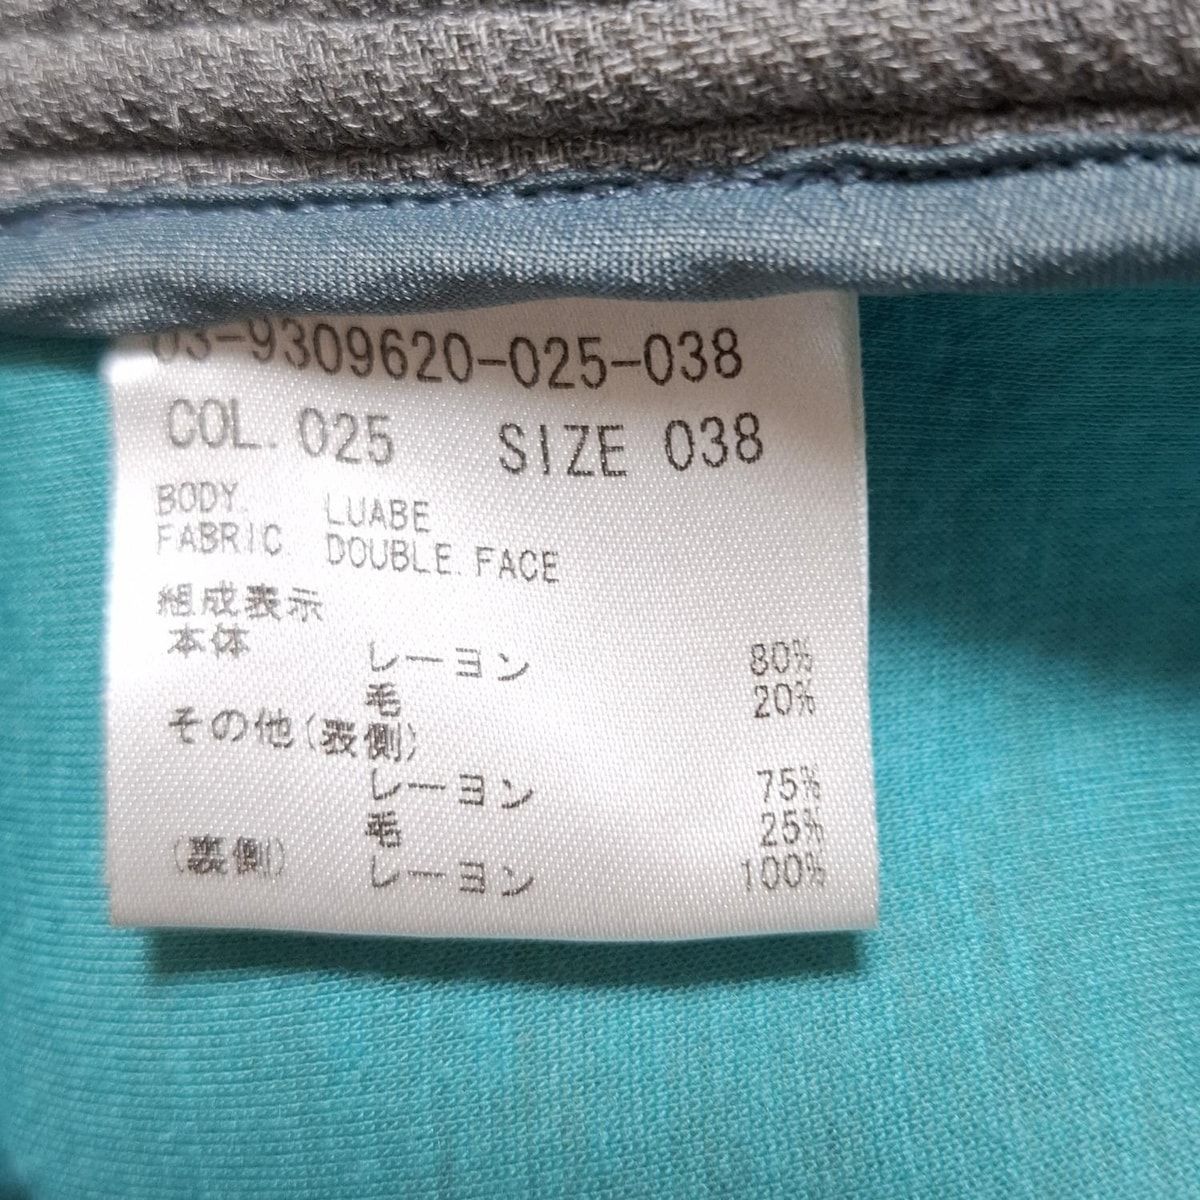 03-9309620-025-038
COL. 025 SIZE 038
BODY. LUABE
FABRIC. DOUBLE.FACE
組成表示
本体
レーヨン 80%
毛 20%
その他(表側)
レーヨン 75%
毛 25%
(裏側) レーヨン 100%